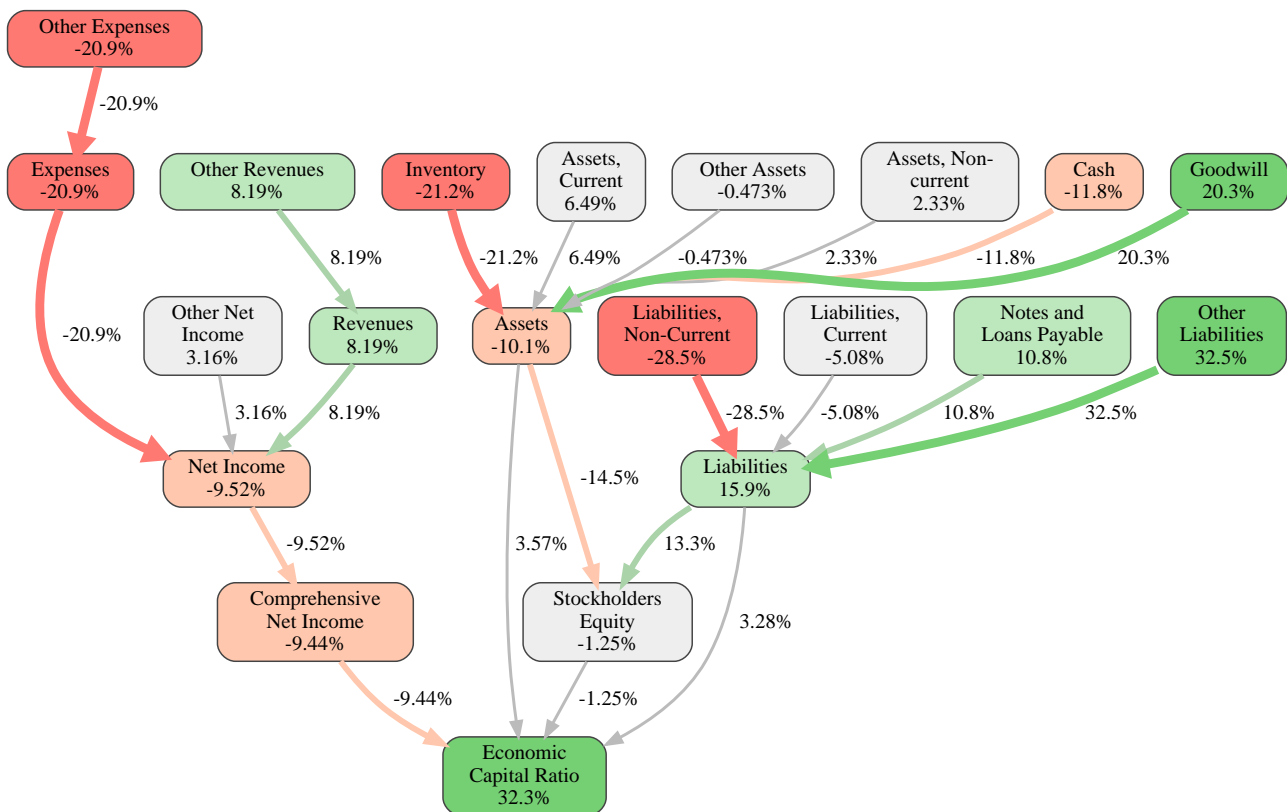 Other Expenses
-20.9%
-20.9%
Expenses
-20.9%
Other Revenues
8.19%
Inventory
-21.2%
Assets,
Current
6.49%
Other Assets
-0.473%
Assets, Non-
current
2.33%
Cash
-11.8%
Goodwill
20.3%
8.19%
-21.2%
6.49%
-0.473%
2.33%
-11.8%
20.3%
-20.9%
Other Net
Income
3.16%
Revenues
8.19%
Assets
-10.1%
Liabilities,
Non-Current
-28.5%
Liabilities,
Current
-5.08%
Notes and
Loans Payable
10.8%
Other
Liabilities
32.5%
3.16%
8.19%
-28.5%
-5.08%
10.8%
32.5%
Net Income
-9.52%
-14.5%
Liabilities
15.9%
-9.52%
3.57%
13.3%
Comprehensive
Net Income
-9.44%
Stockholders
Equity
-1.25%
3.28%
-9.44%
-1.25%
Economic
Capital Ratio
32.3%